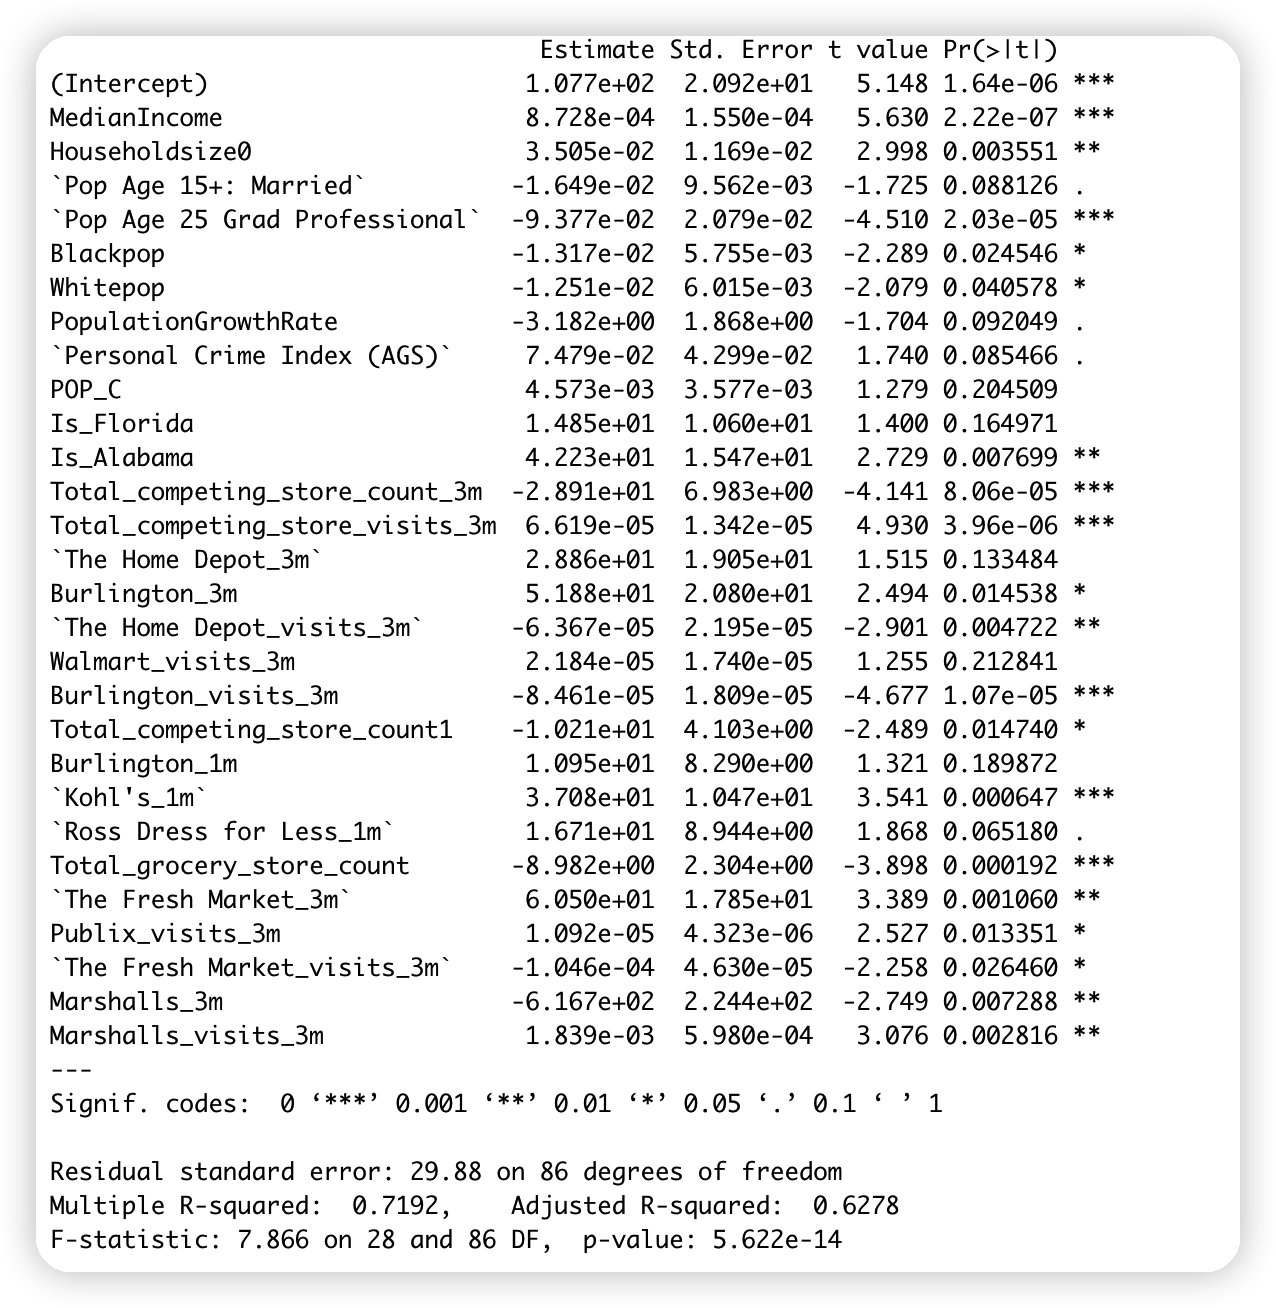 Estimate Std. Error t value Pr(>|t|)
(Intercept) 1.077e+02 2.092e+01 5.148 1.64e-06 ***
MedianIncome 8.728e-04 1.550e-04 5.630 2.22e-07 ***
Householdsize0 3.505e-02 1.169e-02 2.998 0.003551 **
`Pop Age 15+: Married` -1.649e-02 9.562e-03 -1.725 0.088126 .
`Pop Age 25 Grad Professional` -9.377e-02 2.079e-02 -4.510 2.03e-05 ***
Blackpop -1.317e-02 5.755e-03 -2.289 0.024546 *
Whitepop -1.251e-02 6.015e-03 -2.079 0.040578 *
PopulationGrowthRate -3.182e+00 1.868e+00 -1.704 0.092049 .
`Personal Crime Index (AGS)` 7.479e-02 4.299e-02 1.740 0.085466 .
POP_C 4.573e-03 3.577e-03 1.279 0.204509
Is_Florida 1.485e+01 1.060e+01 1.400 0.164971
Is_Alabama 4.223e+01 1.547e+01 2.729 0.007699 **
Total_competing_store_count_3m -2.891e+01 6.983e+00 -4.141 8.06e-05 ***
Total_competing_store_visits_3m 6.619e-05 1.342e-05 4.930 3.96e-06 ***
`The Home Depot_3m` 2.886e+01 1.905e+01 1.515 0.133484
Burlington_3m 5.188e+01 2.080e+01 2.494 0.014538 *
`The Home Depot_visits_3m` -6.367e-05 2.195e-05 -2.901 0.004722 **
Walmart_visits_3m 2.184e-05 1.740e-05 1.255 0.212841
Burlington_visits_3m -8.461e-05 1.809e-05 -4.677 1.07e-05 ***
Total_competing_store_count1 -1.021e+01 4.103e+00 -2.489 0.014740 *
Burlington_1m 1.095e+01 8.290e+00 1.321 0.189872
`Kohl's_1m` 3.708e+01 1.047e+01 3.541 0.000647 ***
`Ross Dress for Less_1m` 1.671e+01 8.944e+00 1.868 0.065180 .
Total_grocery_store_count -8.982e+00 2.304e+00 -3.898 0.000192 ***
`The Fresh Market_3m` 6.050e+01 1.785e+01 3.389 0.001060 **
Publix_visits_3m 1.092e-05 4.323e-06 2.527 0.013351 *
`The Fresh Market_visits_3m` -1.046e-04 4.630e-05 -2.258 0.026460 *
Marshalls_3m -6.167e+02 2.244e+02 -2.749 0.007288 **
Marshalls_visits_3m 1.839e-03 5.980e-04 3.076 0.002816 **
---
Signif. codes: 0 ‘***’ 0.001 ‘**’ 0.01 ‘*’ 0.05 ‘.’ 0.1 ‘ ’ 1
Residual standard error: 29.88 on 86 degrees of freedom
Multiple R-squared: 0.7192, Adjusted R-squared: 0.6278
F-statistic: 7.866 on 28 and 86 DF, p-value: 5.622e-14